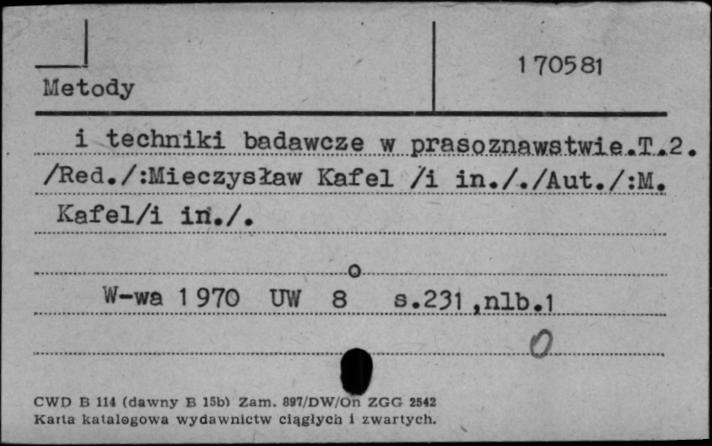 170581
Metody
i techniki badawcze w prasoznawstwie.T.2.
/Red./:Mieczysław Kafel /i in././Aut./:M.
Kafel/i in./.
W-wa 1970 UW 8o s.231,nlb.1
0
CWD B 114 (dawny B 15b) Zam. 897/DW/On ZGG 2542
Karta katalogowa wydawnictw ciągłych i zwartych.